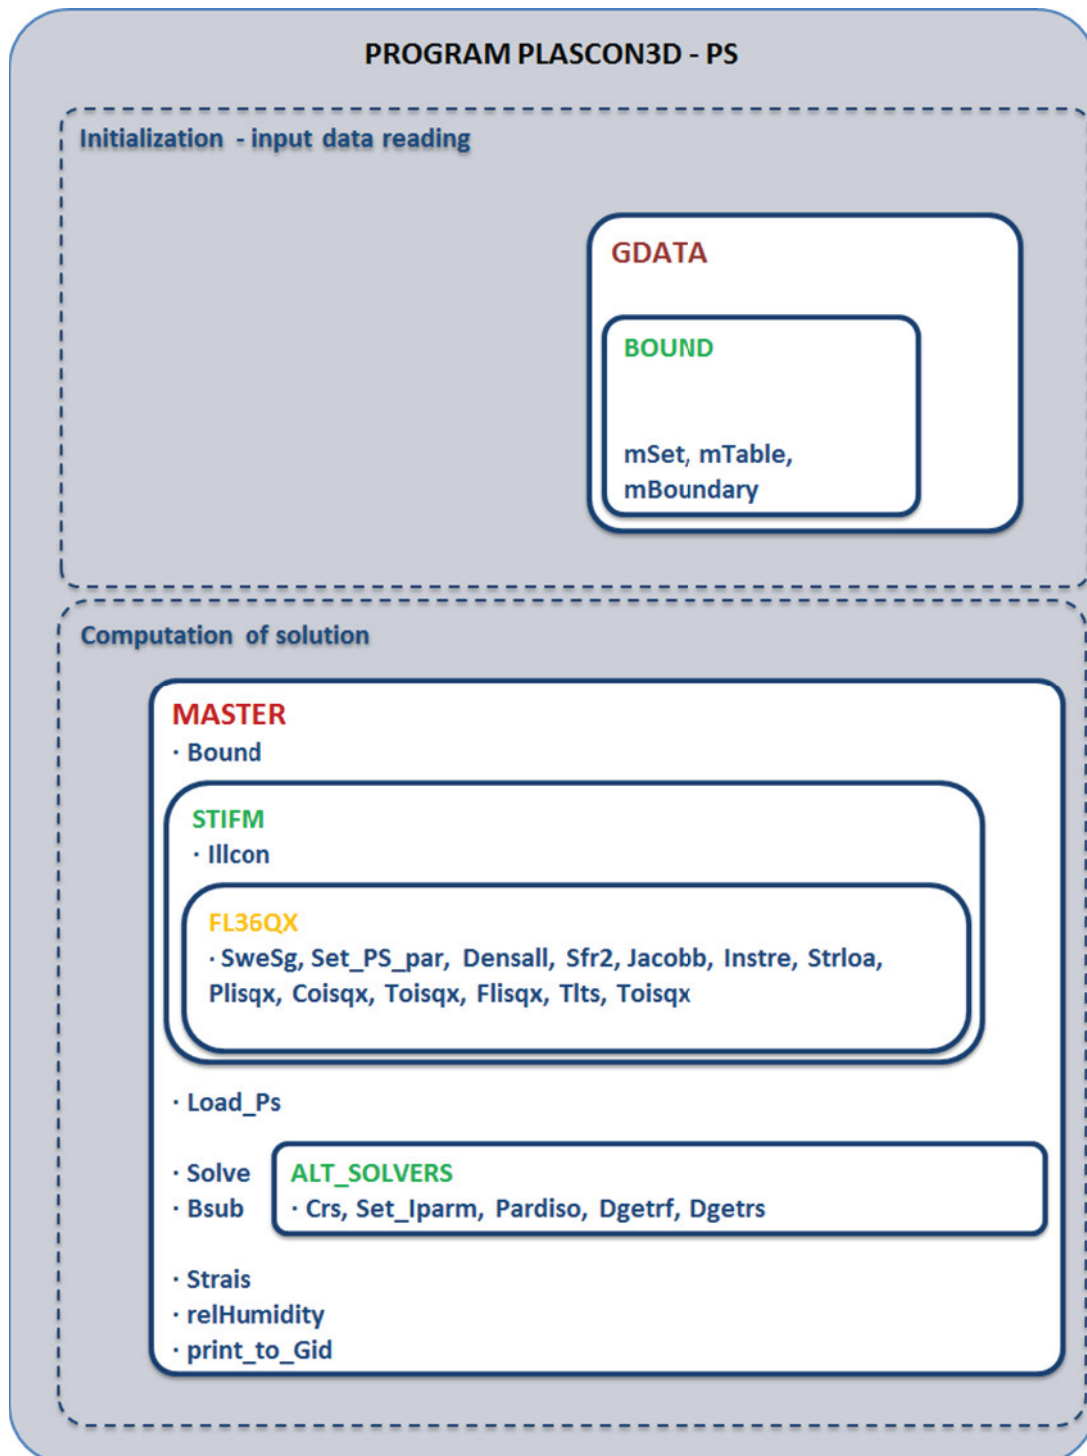 PROGRAM PLASCON3D - PS
Initialization - input data reading
GDATA
BOUND
mSet, mTable,
mBoundary
Computation of solution
MASTER
· Bound
STIFM
· Illcon
FL36QX
· SweSg, Set_PS_par, Densall, Sfr2, Jacobb, Instre, Strloa,
Plisqx, Coisqx, Toisqx, Flisqx, Tlts, Toisqx
· Load_Ps
· Solve
· Bsub
ALT_SOLVERS
· Crs, Set_Iparm, Pardiso, Dgetrf, Dgetrs
· Strais
· relHumidity
· print_to_Gid